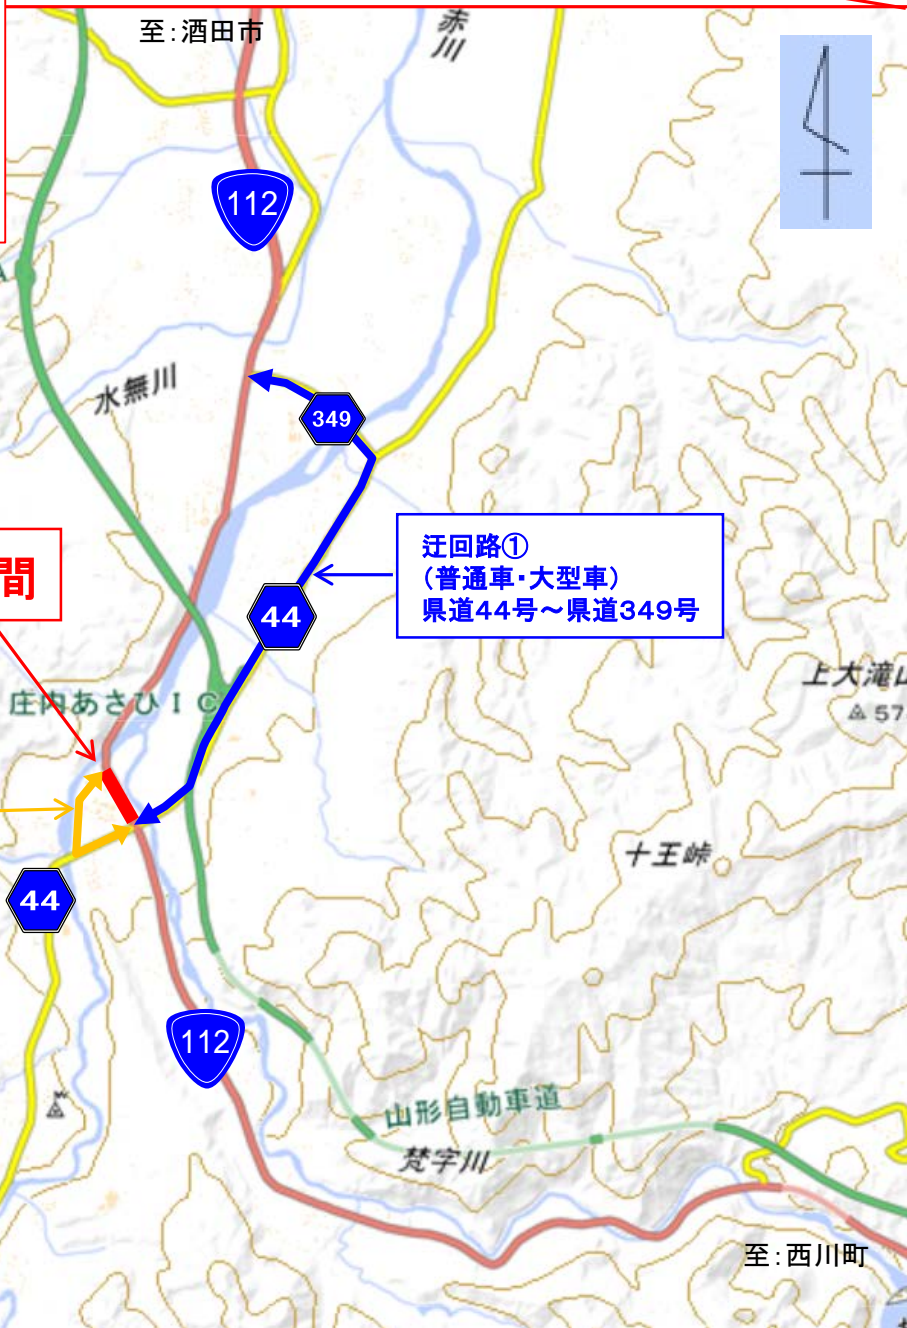 至:酒田市
赤川
112
水無川
349
間
迂回路①
(普通車・大型車)
県道44号～県道349号
44
上大滝山
57
庄内あさひIC
十王峠
44
112
山形自動車道
梵字川
至:西川町